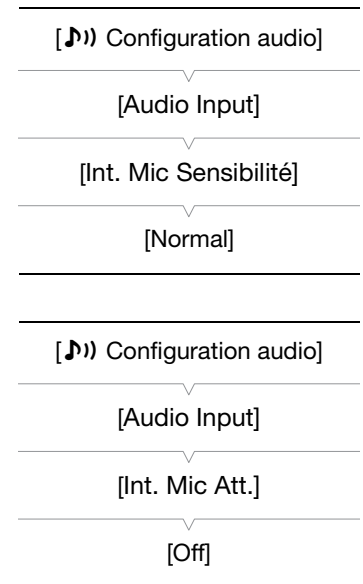 [♪)) Configuration audio]
[Audio Input]
[Int. Mic Sensibilité]
[Normal]
[♪)) Configuration audio]
[Audio Input]
[Int. Mic Att.]
[Off]